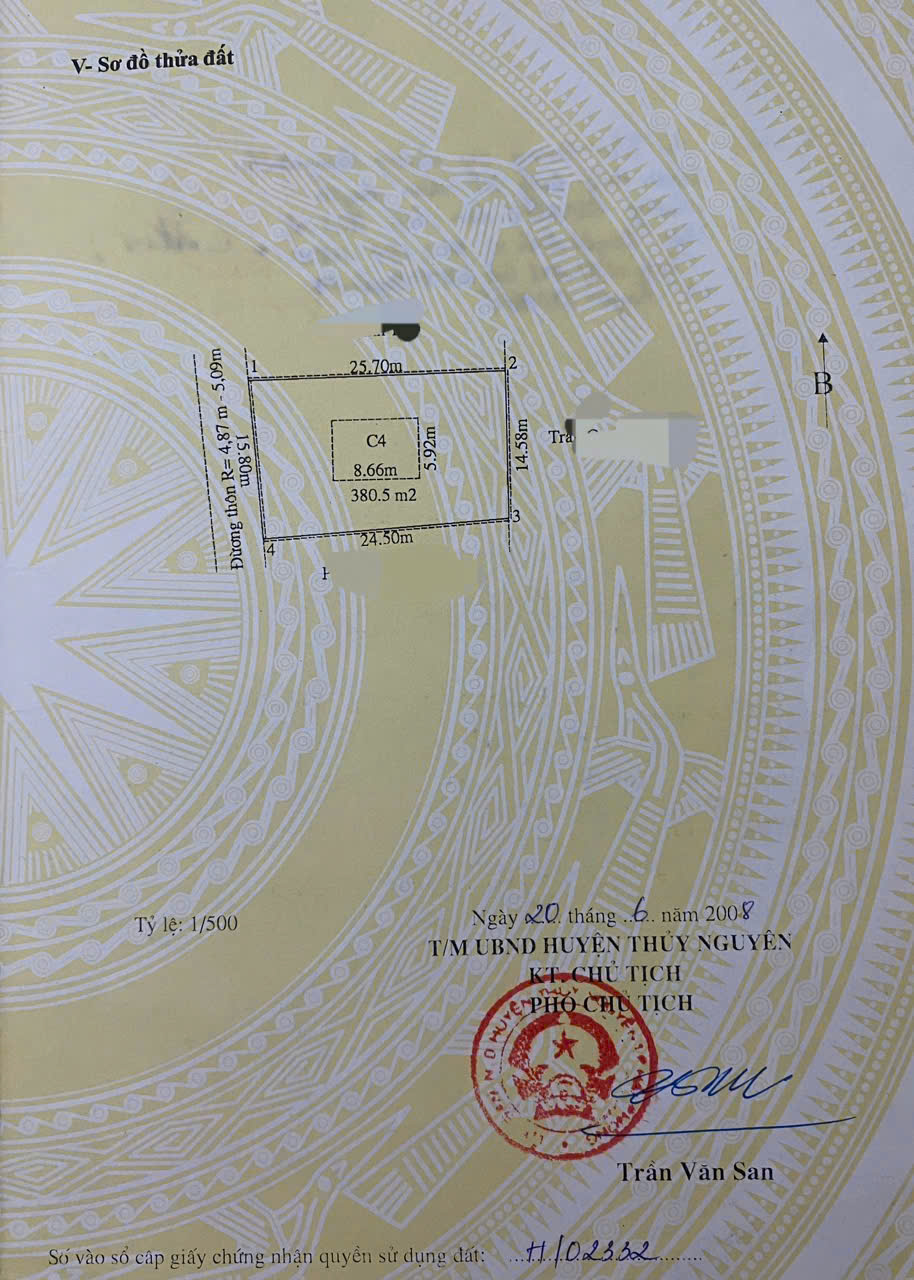 V- Sơ đồ thửa đất
1
25.70m
2
Đường thôn R= 4,87 m - 5,09m
15.80m
C4
5.92m
14.58m
8.66m
380.5 m2
B
3
24.50m
4
Tỷ lệ: 1/500
Ngày 20 tháng ..6.. năm 2008
T/M UBND HUYỆN THỦY NGUYÊN
KT. CHỦ TỊCH
PHÓ CHỦ TỊCH
Trần Văn San
Số vào sổ cấp giấy chứng nhận quyền sử dụng đất: ....H/02332........